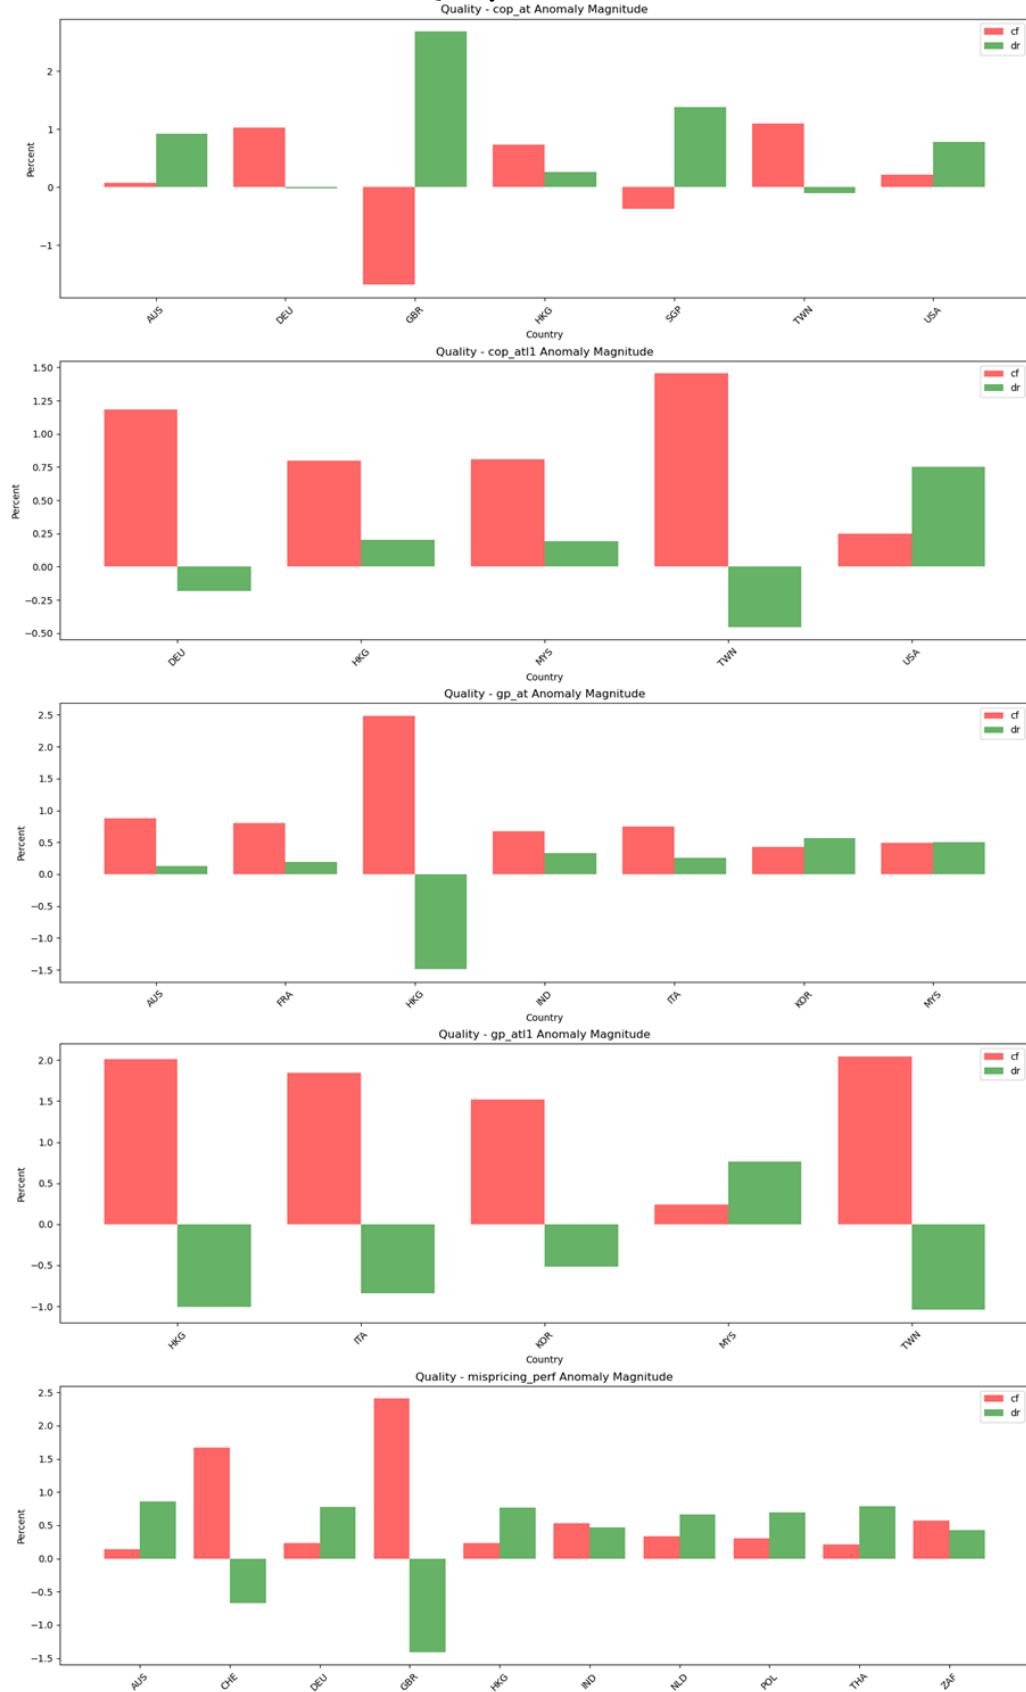 Quality - cop_at Anomaly Magnitude
cf
dr
2
1
0
−1
Percent
AUS DEU GBR HKG SGP TWN USA
Country
Quality - cop_atl1 Anomaly Magnitude
cf
dr
1.50
1.25
1.00
0.75
0.50
0.25
0.00
−0.25
−0.50
Percent
DEU HKG MYS TWN USA
Country
Quality - gp_at Anomaly Magnitude
cf
dr
2.5
2.0
1.5
1.0
0.5
0.0
−0.5
−1.0
−1.5
Percent
AUS FRA HKG IND ITA KOR MYS
Country
Quality - gp_atl1 Anomaly Magnitude
cf
dr
2.0
1.5
1.0
0.5
0.0
−0.5
−1.0
Percent
HKG ITA KOR MYS TWN
Country
Quality - mispricing_perf Anomaly Magnitude
cf
dr
2.5
2.0
1.5
1.0
0.5
0.0
−0.5
−1.0
−1.5
Percent
AUS CHE DEU GBR HKG IND NLD POL THA ZAF